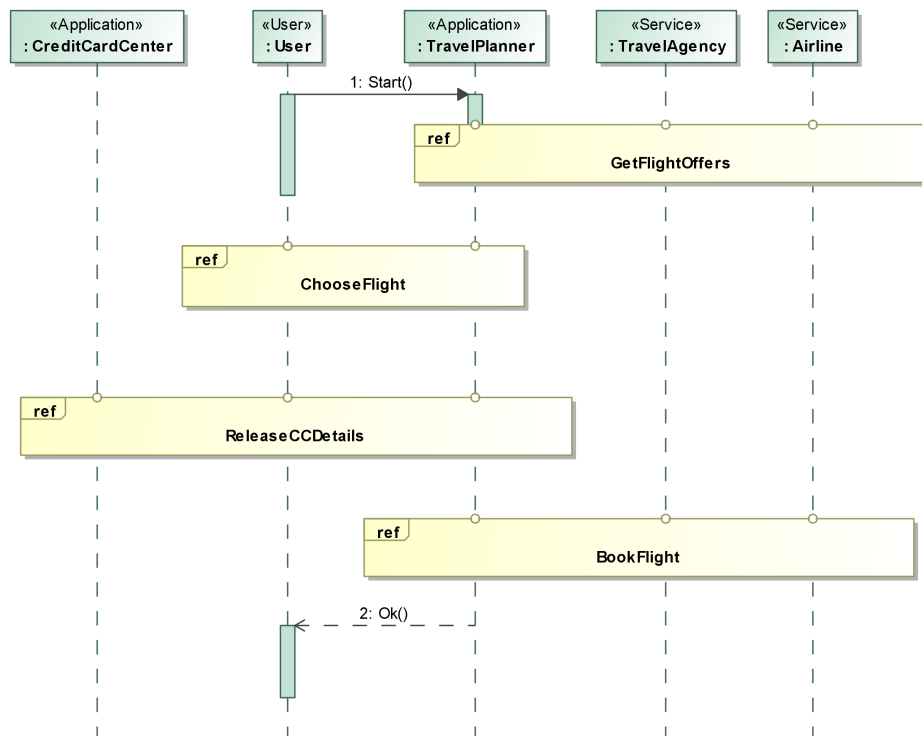 «Application»
: CreditCardCenter
«User»
: User
«Application»
: TravelPlanner
«Service»
: TravelAgency
«Service»
: Airline
1: Start()
ref
GetFlightOffers
ref
ChooseFlight
ref
ReleaseCCDetails
ref
BookFlight
2: Ok()